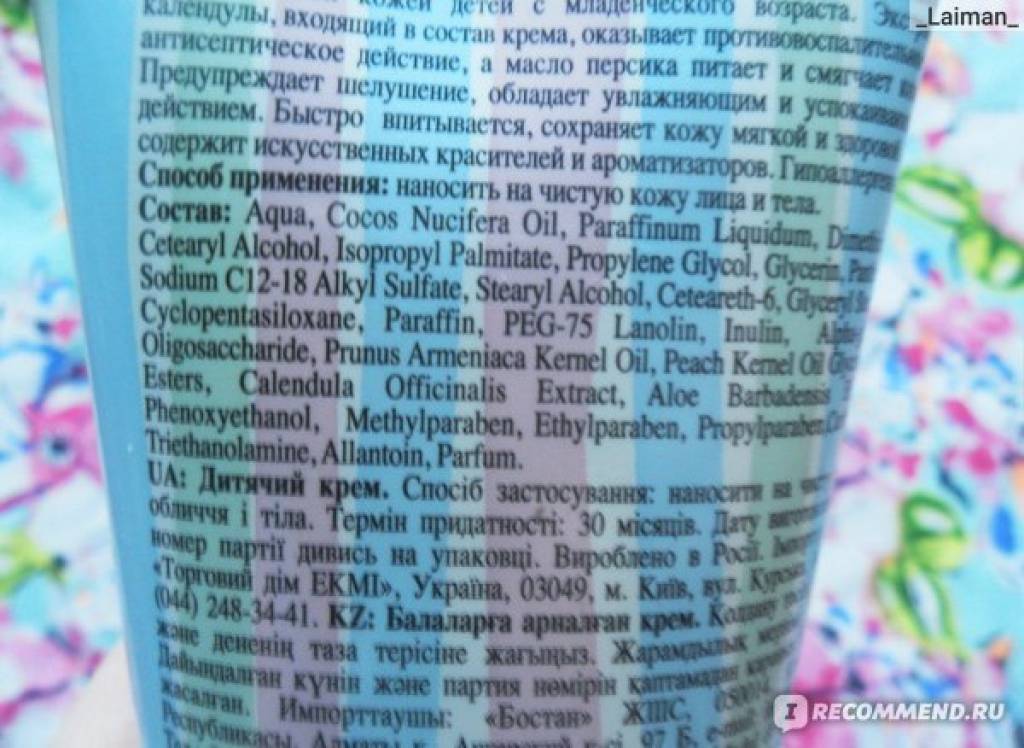 кожей детей с младенческого возраста.
_Laiman_
календулы, входящий в состав крема, оказывает
антисептическое действие, а масло персика питает и смягчает
Предупреждает шелушение, обладает увлажняющим и
действием. Быстро впитывается, сохраняет кожу мягкой и
содержит искусственных красителей и ароматизаторов.
Способ применения: наносить на чистую кожу лица и тела.
Состав: Aqua, Cocos Nucifera Oil, Paraffinum Liquidum,
Cetearyl Alcohol, Isopropyl Palmitate, Propylene Glycol, Glycerin,
Sodium C12-18 Alkyl Sulfate, Stearyl Alcohol, Ceteareth-6, Glyceryl
Cyclopentasiloxane, Paraffin, PEG-75 Lanolin, Inulin,
Oligosaccharide, Prunus Armeniaca Kernel Oil, Peach Kernel Oil
Esters, Calendula Officinalis Extract, Aloe Barbadensis
Phenoxyethanol, Methylparaben, Ethylparaben, Propylparaben,
Triethanolamine, Allantoin, Parfum.
UA: Дитячий крем. Спосіб застосування: наносити на
обличчя і тіла. Термін придатності: 30 місяців. Дату
номер партії дивись на упаковці. Вироблено в Росії.
«Торговий дім ЕКМІ», Україна, 03049, м. Київ, вул.
(044) 248-34-41. KZ: Балаларға арналған крем. Қолдану
және дененің таза терісіне жағыңыз. Жарамдылық
Дайындалған күнін және партия нөмірін қаптамадан
жасалған. Импорттаушы: «Бостан» ЖШС,
Республикасы, Алматы қ., 97 Б,
IRECOMMEND.RU